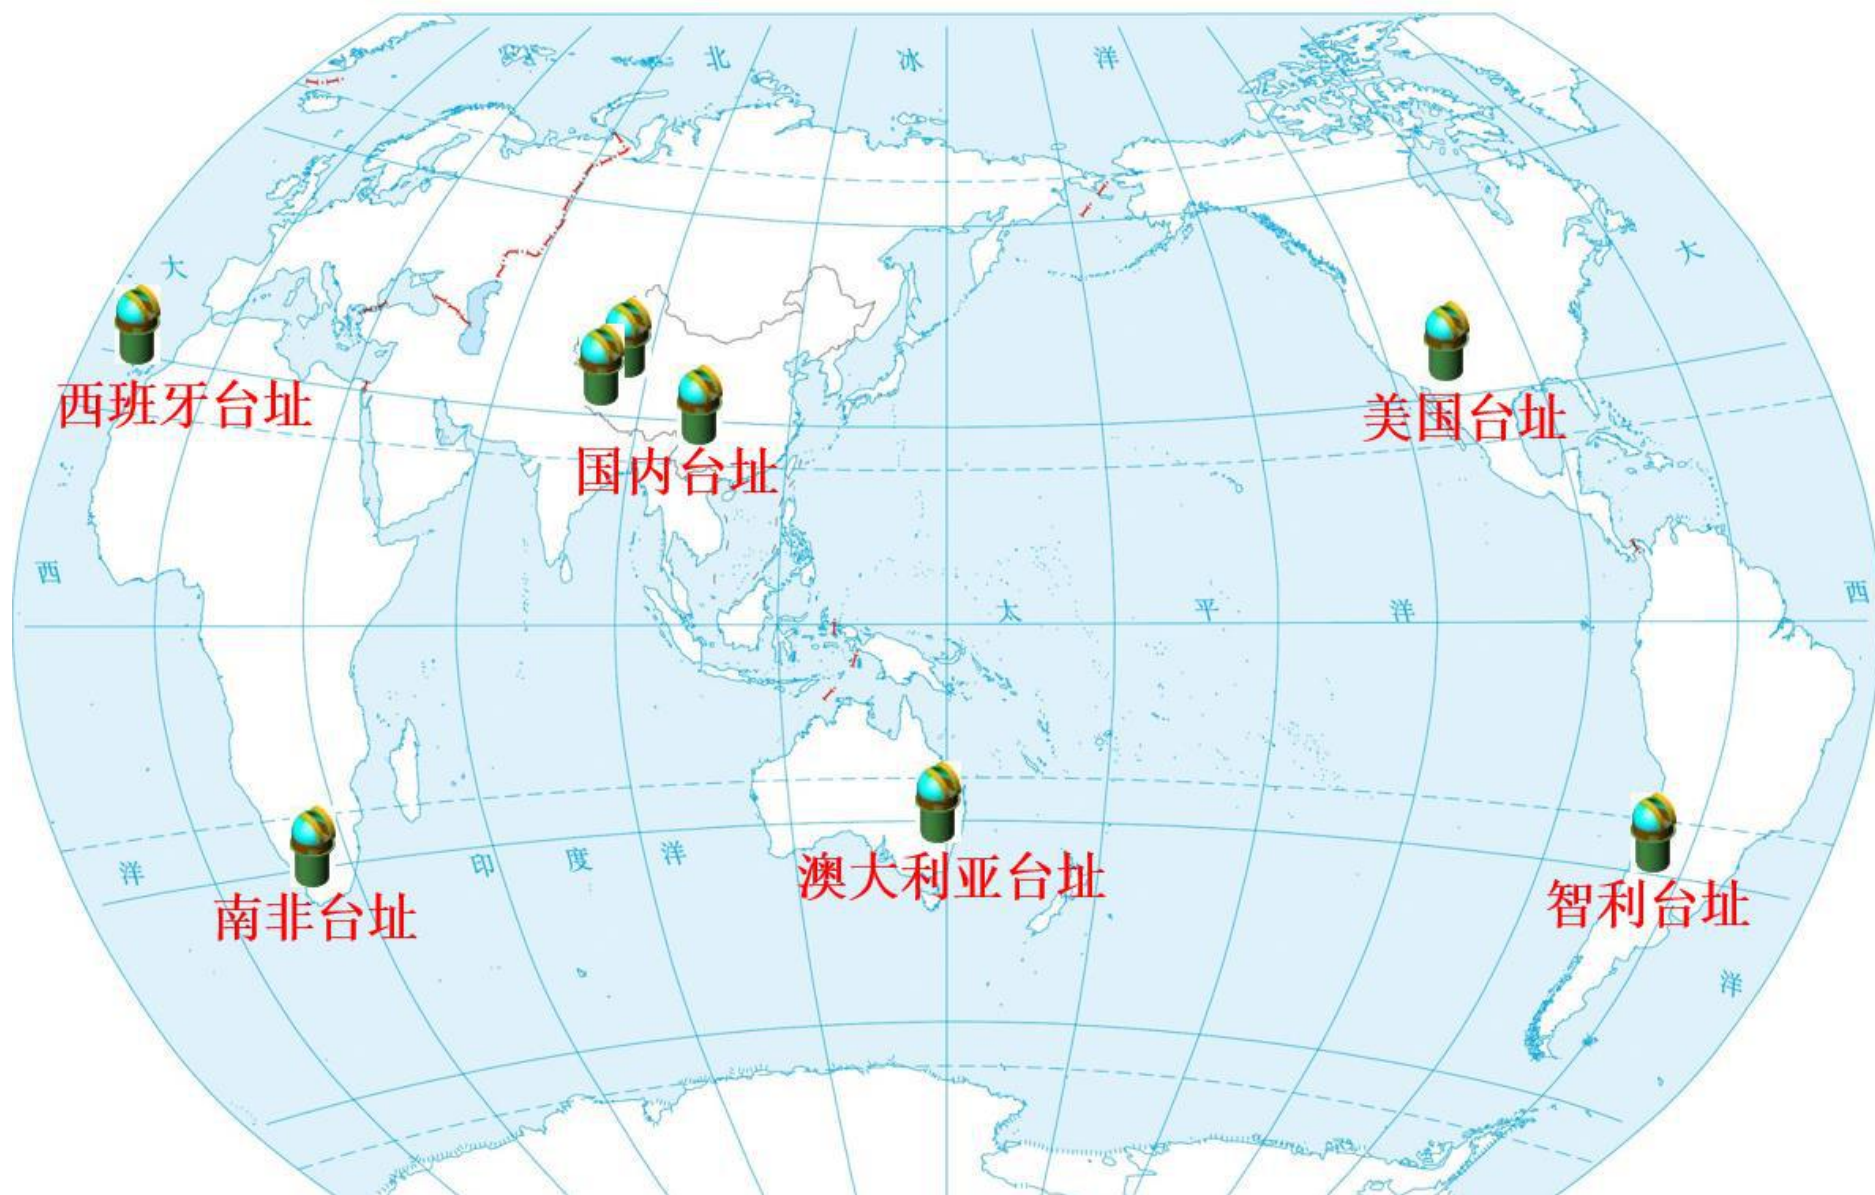 北 冰 洋
大
大
西班牙台址
美国台址
国内台址
西
西
太 平 洋
洋
印 度 洋
澳大利亚台址
南非台址
智利台址
洋